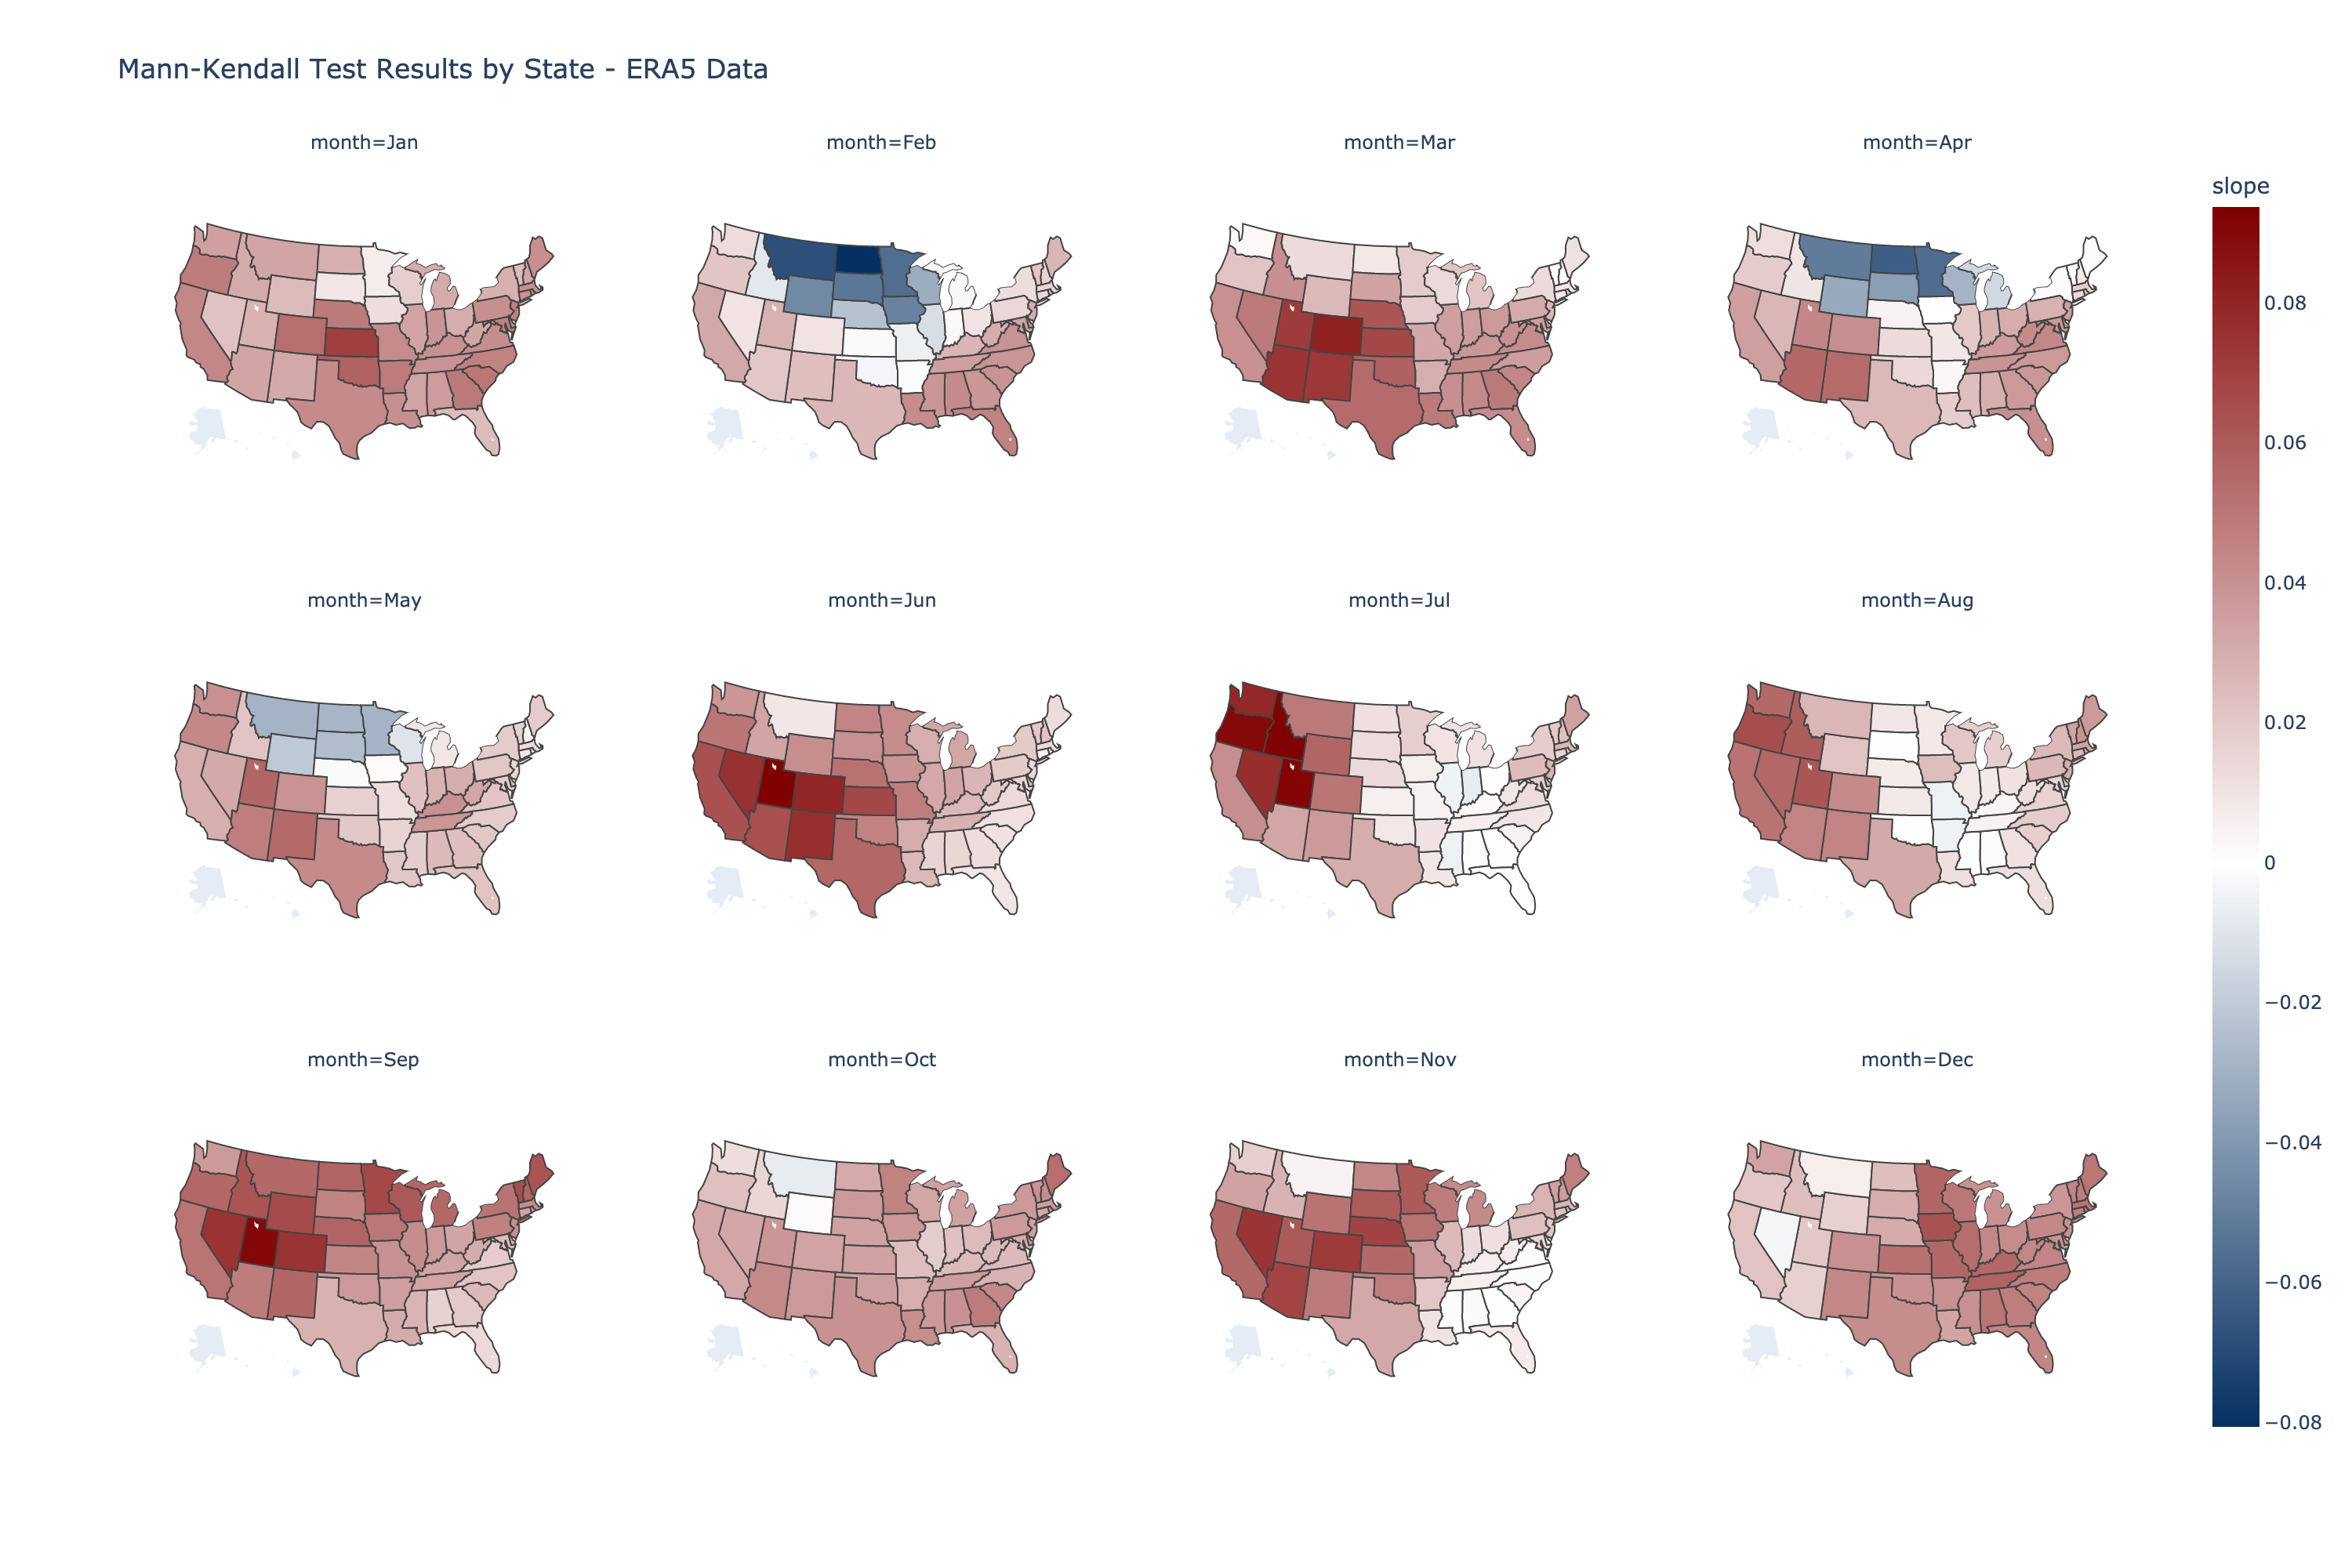 Mann-Kendall Test Results by State - ERA5 Data
month=Jan
month=Feb
month=Mar
month=Apr
slope
0.08
0.06
0.04
0.02
0
−0.02
−0.04
−0.06
−0.08
month=May
month=Jun
month=Jul
month=Aug
month=Sep
month=Oct
month=Nov
month=Dec